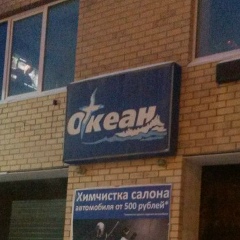 Океан
Химчистка салона
автомобиля от 500 рублей*